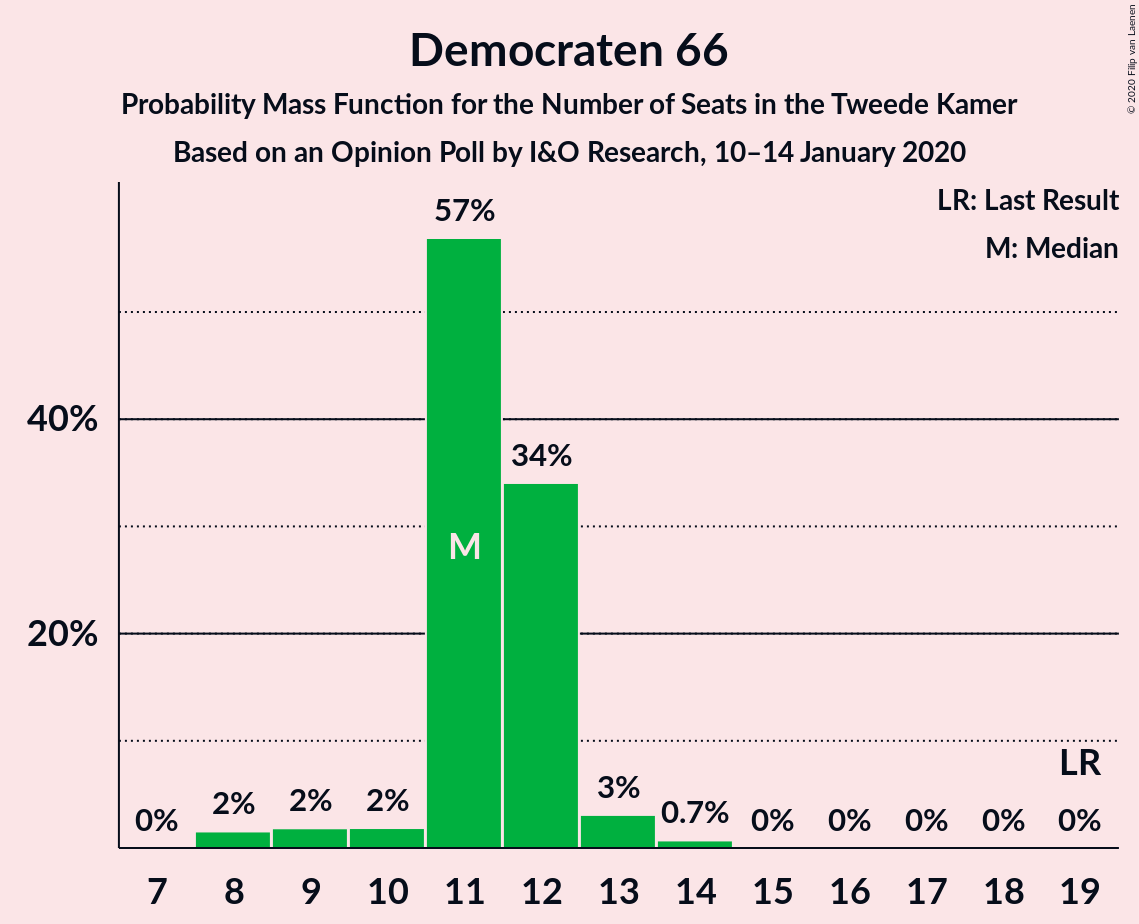 Democraten 66
Probability Mass Function for the Number of Seats in the Tweede Kamer
Based on an Opinion Poll by I&O Research, 10–14 January 2020
© 2020 Filip van Laenen
LR: Last Result
M: Median
57%
40%
34%
M
20%
LR
0% 2% 2% 2% 3% 0.7% 0% 0% 0% 0% 0%
7 8 9 10 11 12 13 14 15 16 17 18 19